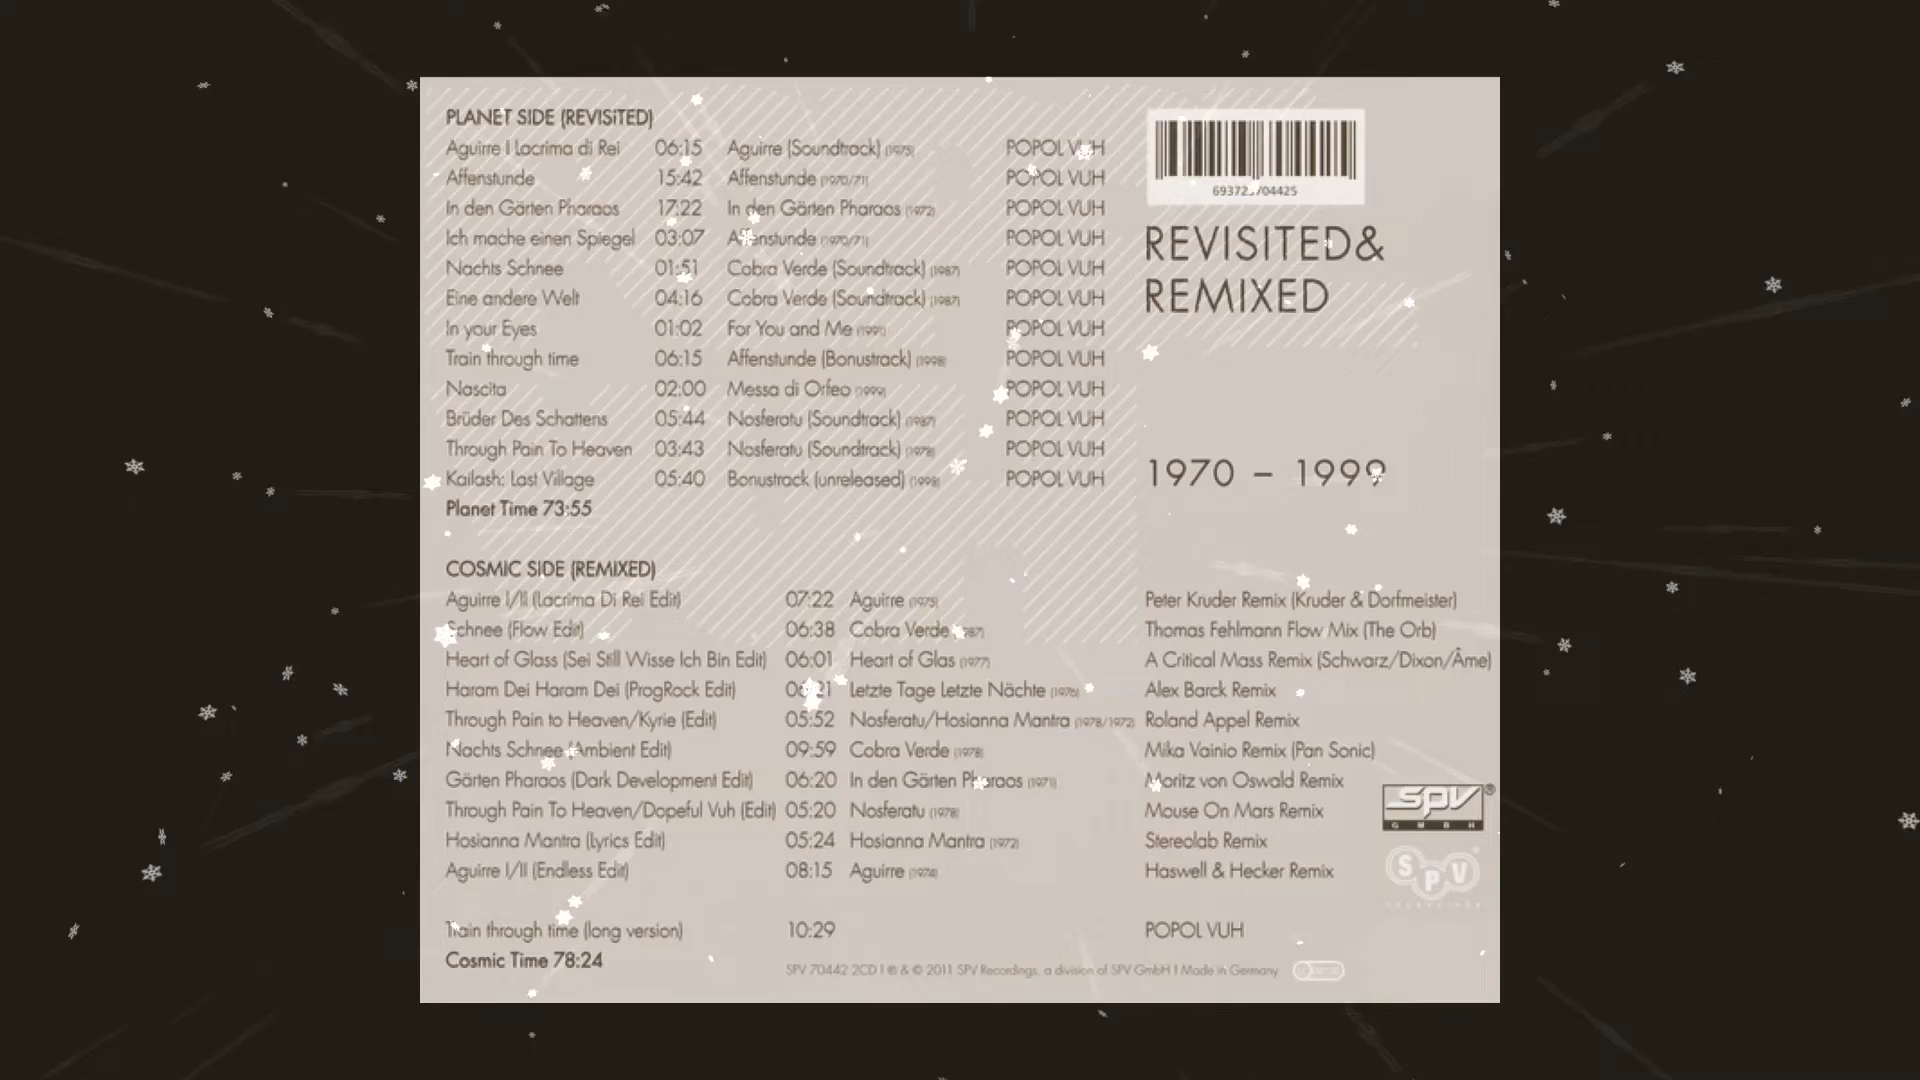 PLANET SIDE (REVISiTED)
Aguirre I Lacrima di Rei 06:15 Aguirre (Soundtrack) (1975) POPOL VUH
Affenstunde 15:42 Affenstunde (1970/71) POPOL VUH
In den Gärten Pharaos 17:22 In den Gärten Pharaos (1972) POPOL VUH
Ich mache einen Spiegel 03:07 Affenstunde (1970/71) POPOL VUH
Nachts Schnee 01:51 Cobra Verde (Soundtrack) (1987) POPOL VUH
Eine andere Welt 04:16 Cobra Verde (Soundtrack) (1987) POPOL VUH
In your Eyes 01:02 For You and Me (1991) POPOL VUH
Train through time 06:15 Affenstunde (Bonustrack) (1998) POPOL VUH
Nascita 02:00 Messa di Orfeo (1999) POPOL VUH
Brüder Des Schattens 05:44 Nosferatu (Soundtrack) (1987) POPOL VUH
Through Pain To Heaven 03:43 Nosferatu (Soundtrack) (1978) POPOL VUH
Kailash: Last Village 05:40 Bonustrack (unreleased) (1998) POPOL VUH
Planet Time 73:55
REVISITED&
REMIXED
1970 – 1999
COSMIC SIDE (REMIXED)
Aguirre I/II (Lacrima Di Rei Edit) 07:22 Aguirre (1975) Peter Kruder Remix (Kruder & Dorfmeister)
Schnee (Flow Edit) 06:38 Cobra Verde Thomas Fehlmann Flow Mix (The Orb)
Heart of Glass (Sei Still Wisse Ich Bin Edit) 06:01 Heart of Glas (1977) A Critical Mass Remix (Schwarz/Dixon/Âme)
Haram Dei Haram Dei (ProgRock Edit) Letzte Tage Letzte Nächte (1976) Alex Barck Remix
Through Pain to Heaven/Kyrie (Edit) 05:52 Nosferatu/Hosianna Mantra (1978/1972) Roland Appel Remix
Nachts Schnee (Ambient Edit) 09:59 Cobra Verde (1978) Mika Vainio Remix (Pan Sonic)
Gärten Pharaos (Dark Development Edit) 06:20 In den Gärten Pharaos (1971) Moritz von Oswald Remix
Through Pain To Heaven/Dopeful Vuh (Edit) 05:20 Nosferatu (1978) Mouse On Mars Remix
Hosianna Mantra (Lyrics Edit) 05:24 Hosianna Mantra (1972) Stereolab Remix
Aguirre I/II (Endless Edit) 08:15 Aguirre (1974) Haswell & Hecker Remix
Train through time (long version) 10:29 POPOL VUH
Cosmic Time 78:24
SPV 70442 2CD I ℗ & © 2011 SPV Recordings, a division of SPV GmbH I Made in Germany
spv®
GMBH
SPV